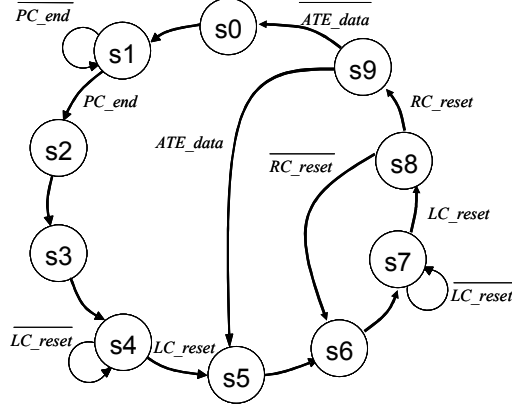 PC_end
ATE_data
s0
s1
s9
PC_end
RC_reset
ATE_data
s2
RC_reset
s8
LC_reset
s3
s7
LC_reset
LC_reset
s4
LC_reset
s6
s5